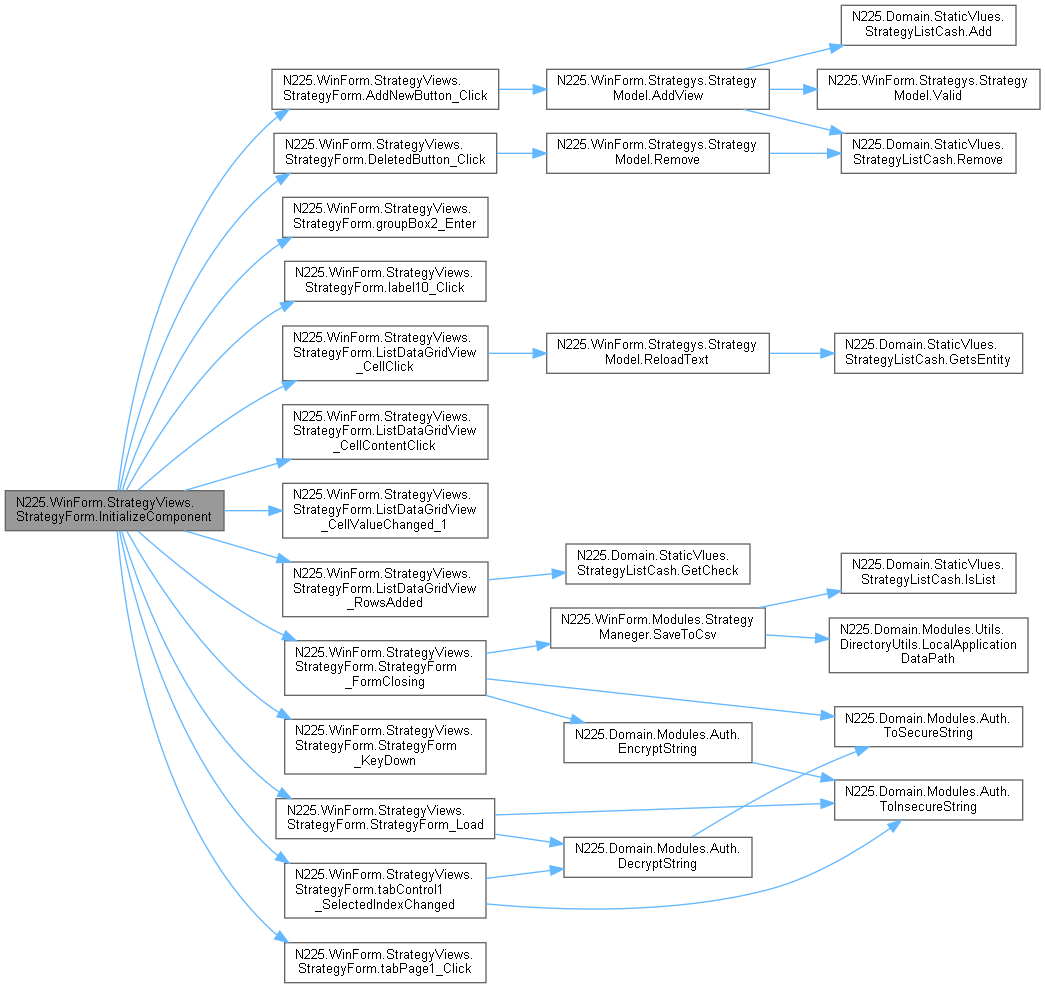 N225.WinForm.StrategyViews.
StrategyForm.InitializeComponent
N225.WinForm.StrategyViews.
StrategyForm.AddNewButton_Click
N225.WinForm.Strategys.Strategy
Model.AddView
N225.Domain.StaticVlues.
StrategyListCash.Add
N225.WinForm.Strategys.Strategy
Model.Valid
N225.Domain.StaticVlues.
StrategyListCash.Remove
N225.WinForm.StrategyViews.
StrategyForm.DeletedButton_Click
N225.WinForm.Strategys.Strategy
Model.Remove
N225.WinForm.StrategyViews.
StrategyForm.groupBox2_Enter
N225.WinForm.StrategyViews.
StrategyForm.label10_Click
N225.WinForm.StrategyViews.
StrategyForm.ListDataGridView
_CellClick
N225.WinForm.Strategys.Strategy
Model.ReloadText
N225.Domain.StaticVlues.
StrategyListCash.GetsEntity
N225.WinForm.StrategyViews.
StrategyForm.ListDataGridView
_CellContentClick
N225.WinForm.StrategyViews.
StrategyForm.ListDataGridView
_CellValueChanged_1
N225.WinForm.StrategyViews.
StrategyForm.ListDataGridView
_RowsAdded
N225.Domain.StaticVlues.
StrategyListCash.GetCheck
N225.WinForm.StrategyViews.
StrategyForm.StrategyForm
_FormClosing
N225.WinForm.Modules.Strategy
Maneger.SaveToCsv
N225.Domain.StaticVlues.
StrategyListCash.IsList
N225.Domain.Modules.Utils.
DirectoryUtils.LocalApplication
DataPath
N225.Domain.Modules.Auth.
EncryptString
N225.Domain.Modules.Auth.
ToSecureString
N225.Domain.Modules.Auth.
ToInsecureString
N225.WinForm.StrategyViews.
StrategyForm.StrategyForm
_KeyDown
N225.WinForm.StrategyViews.
StrategyForm.StrategyForm_Load
N225.Domain.Modules.Auth.
DecryptString
N225.WinForm.StrategyViews.
StrategyForm.tabControl1
_SelectedIndexChanged
N225.WinForm.StrategyViews.
StrategyForm.tabPage1_Click